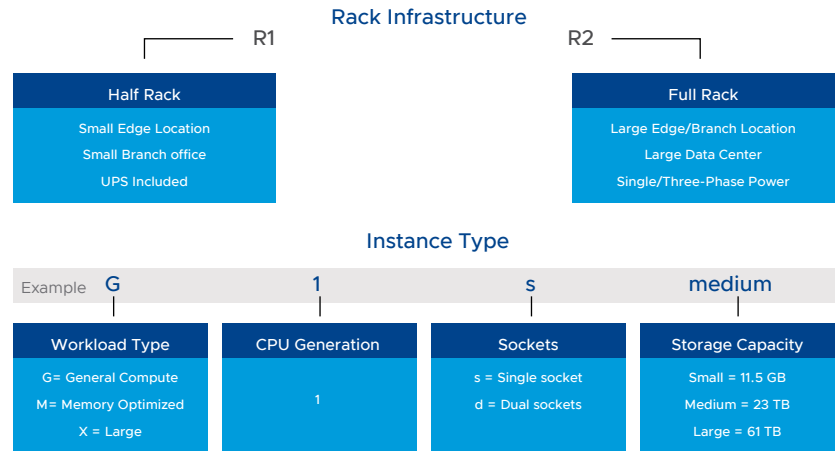 Rack Infrastructure
R1
R2
Half Rack
Small Edge Location
Small Branch office
UPS Included
Full Rack
Large Edge/Branch Location
Large Data Center
Single/Three-Phase Power
Instance Type
Example G 1 s medium
Workload Type
G= General Compute
M= Memory Optimized
X = Large
CPU Generation
1
Sockets
s = Single socket
d = Dual sockets
Storage Capacity
Small = 11.5 GB
Medium = 23 TB
Large = 61 TB